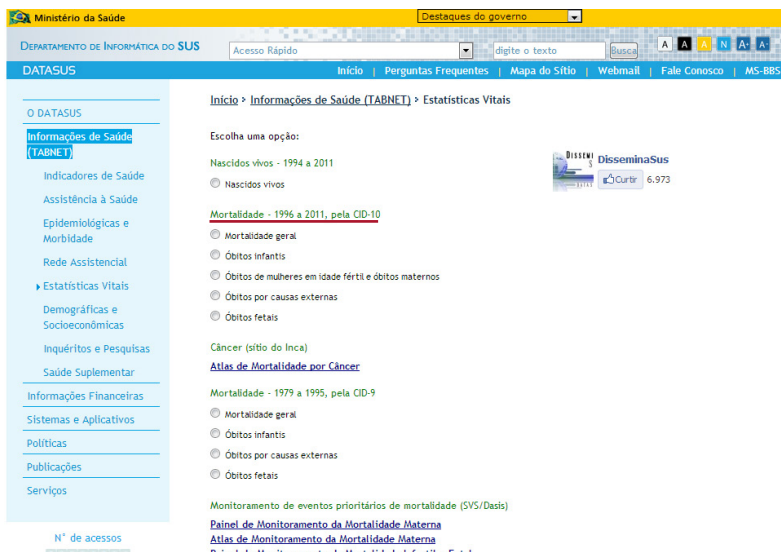 Ministério da Saúde
Destaques do governo
DEPARTAMENTO DE INFORMÁTICA DO SUS
Acesso Rápido
digite o texto
Busca
A A A N A+ A-
DATASUS
Início | Perguntas Frequentes | Mapa do Sítio | Webmail | Fale Conosco | MS-BBS
Início > Informações de Saúde (TABNET) > Estatísticas Vitais
O DATASUS
Informações de Saúde
(TABNET)
Indicadores de Saúde
Assistência à Saúde
Epidemiológicas e
Morbidade
Rede Assistencial
Estatísticas Vitais
Demográficas e
Socioeconômicas
Inquéritos e Pesquisas
Saúde Suplementar
Informações Financeiras
Sistemas e Aplicativos
Políticas
Publicações
Serviços
N° de acessos
Escolha uma opção:
Nascidos vivos - 1994 a 2011
Nascidos vivos
Mortalidade - 1996 a 2011, pela CID-10
Mortalidade geral
Óbitos infantis
Óbitos de mulheres em idade fértil e óbitos maternos
Óbitos por causas externas
Óbitos fetais
Câncer (sítio do Inca)
Atlas de Mortalidade por Câncer
Mortalidade - 1979 a 1995, pela CID-9
Mortalidade geral
Óbitos infantis
Óbitos por causas externas
Óbitos fetais
Monitoramento de eventos prioritários de mortalidade (SVS/Dasis)
Painel de Monitoramento da Mortalidade Materna
Atlas de Monitoramento da Mortalidade Materna
DISSEMI
S
DisseminaSus
Curtir 6.973